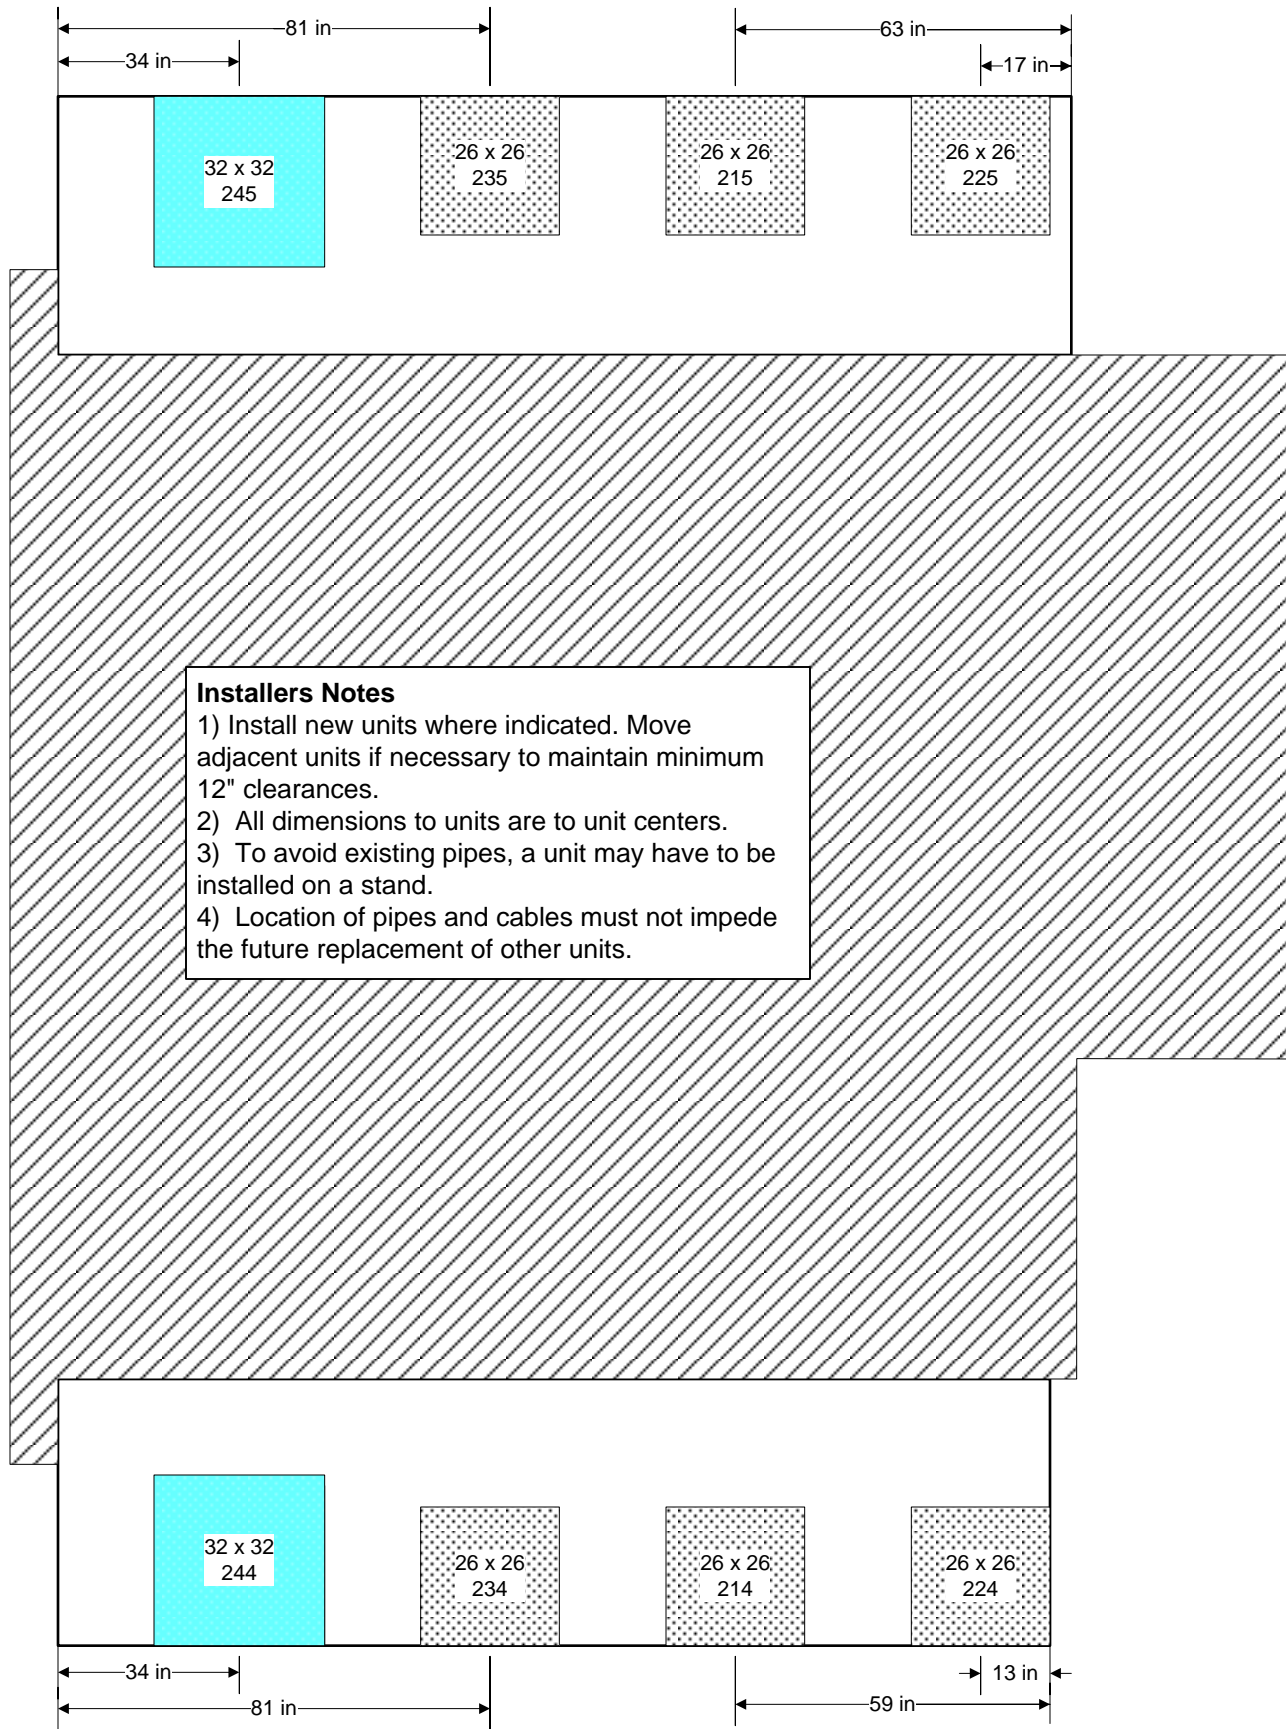 81 in
63 in
34 in
17 in
32 x 32
245
26 x 26
235
26 x 26
215
26 x 26
225
Installers Notes
1) Install new units where indicated. Move
adjacent units if necessary to maintain minimum
12" clearances.
2) All dimensions to units are to unit centers.
3) To avoid existing pipes, a unit may have to be
installed on a stand.
4) Location of pipes and cables must not impede
the future replacement of other units.
32 x 32
244
26 x 26
234
26 x 26
214
26 x 26
224
34 in
13 in
81 in
59 in